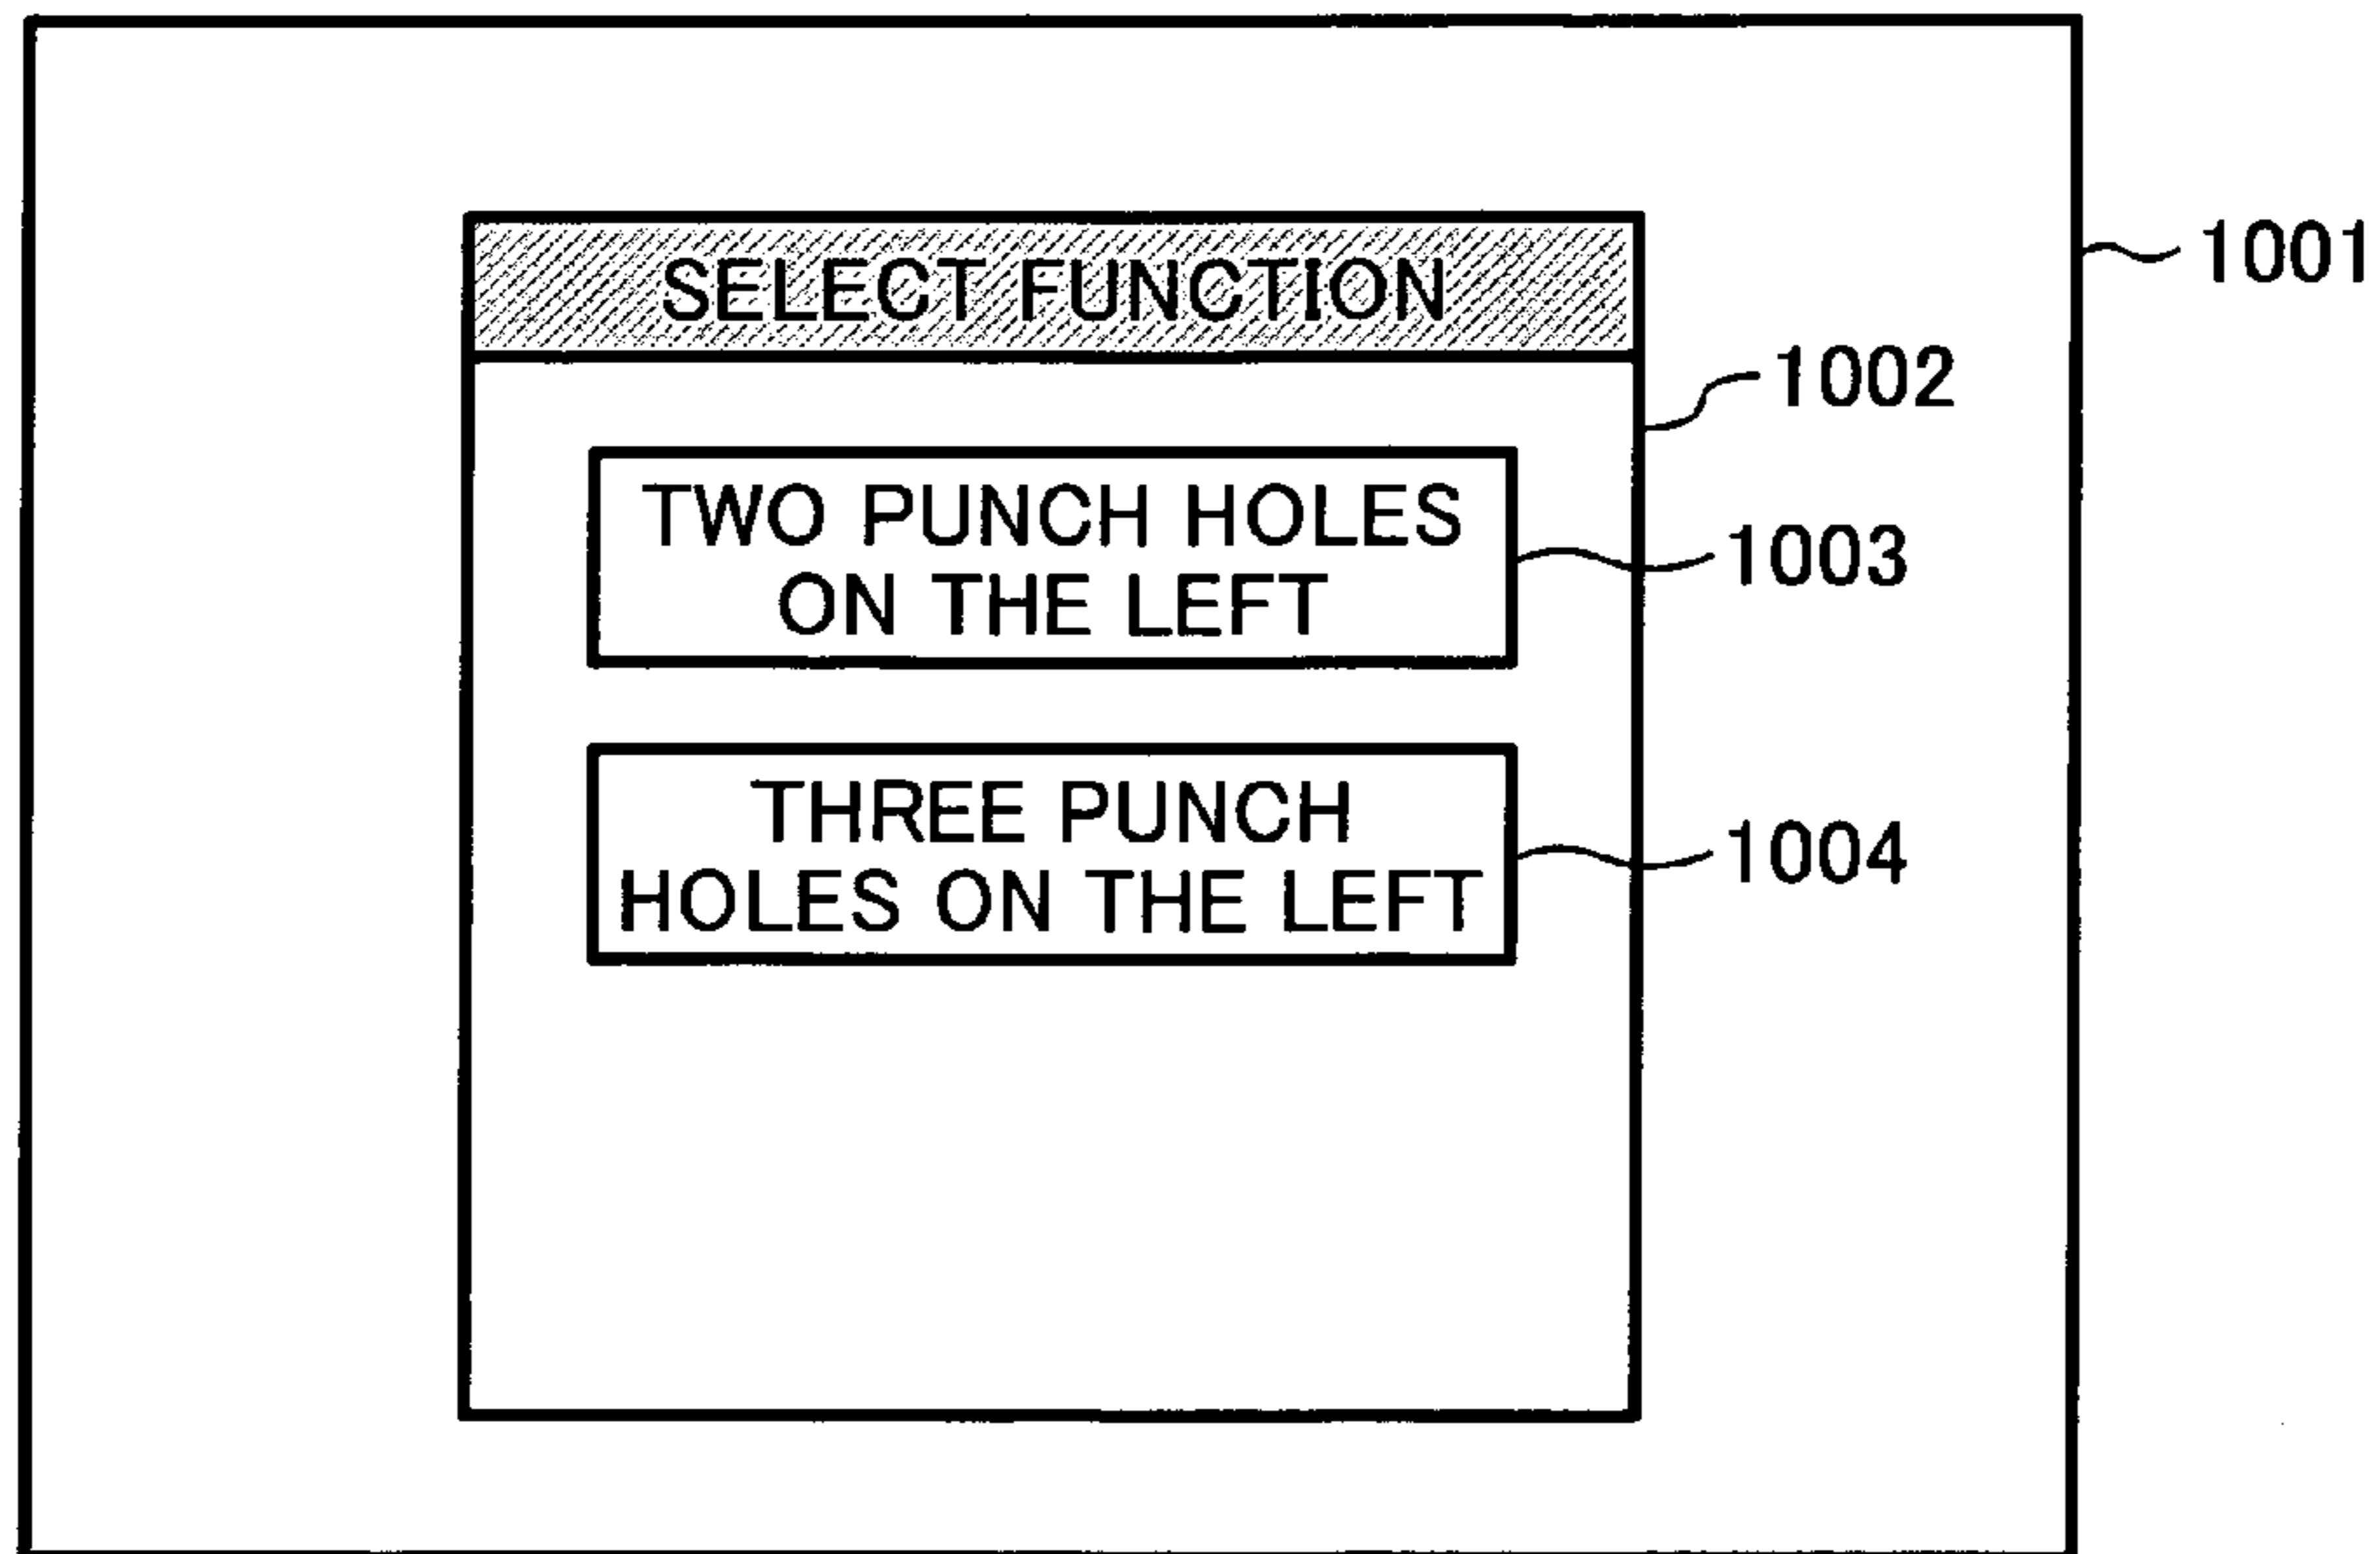 1001
SELECT FUNCTION
1002
TWO PUNCH HOLES
ON THE LEFT
1003
THREE PUNCH
HOLES ON THE LEFT
1004